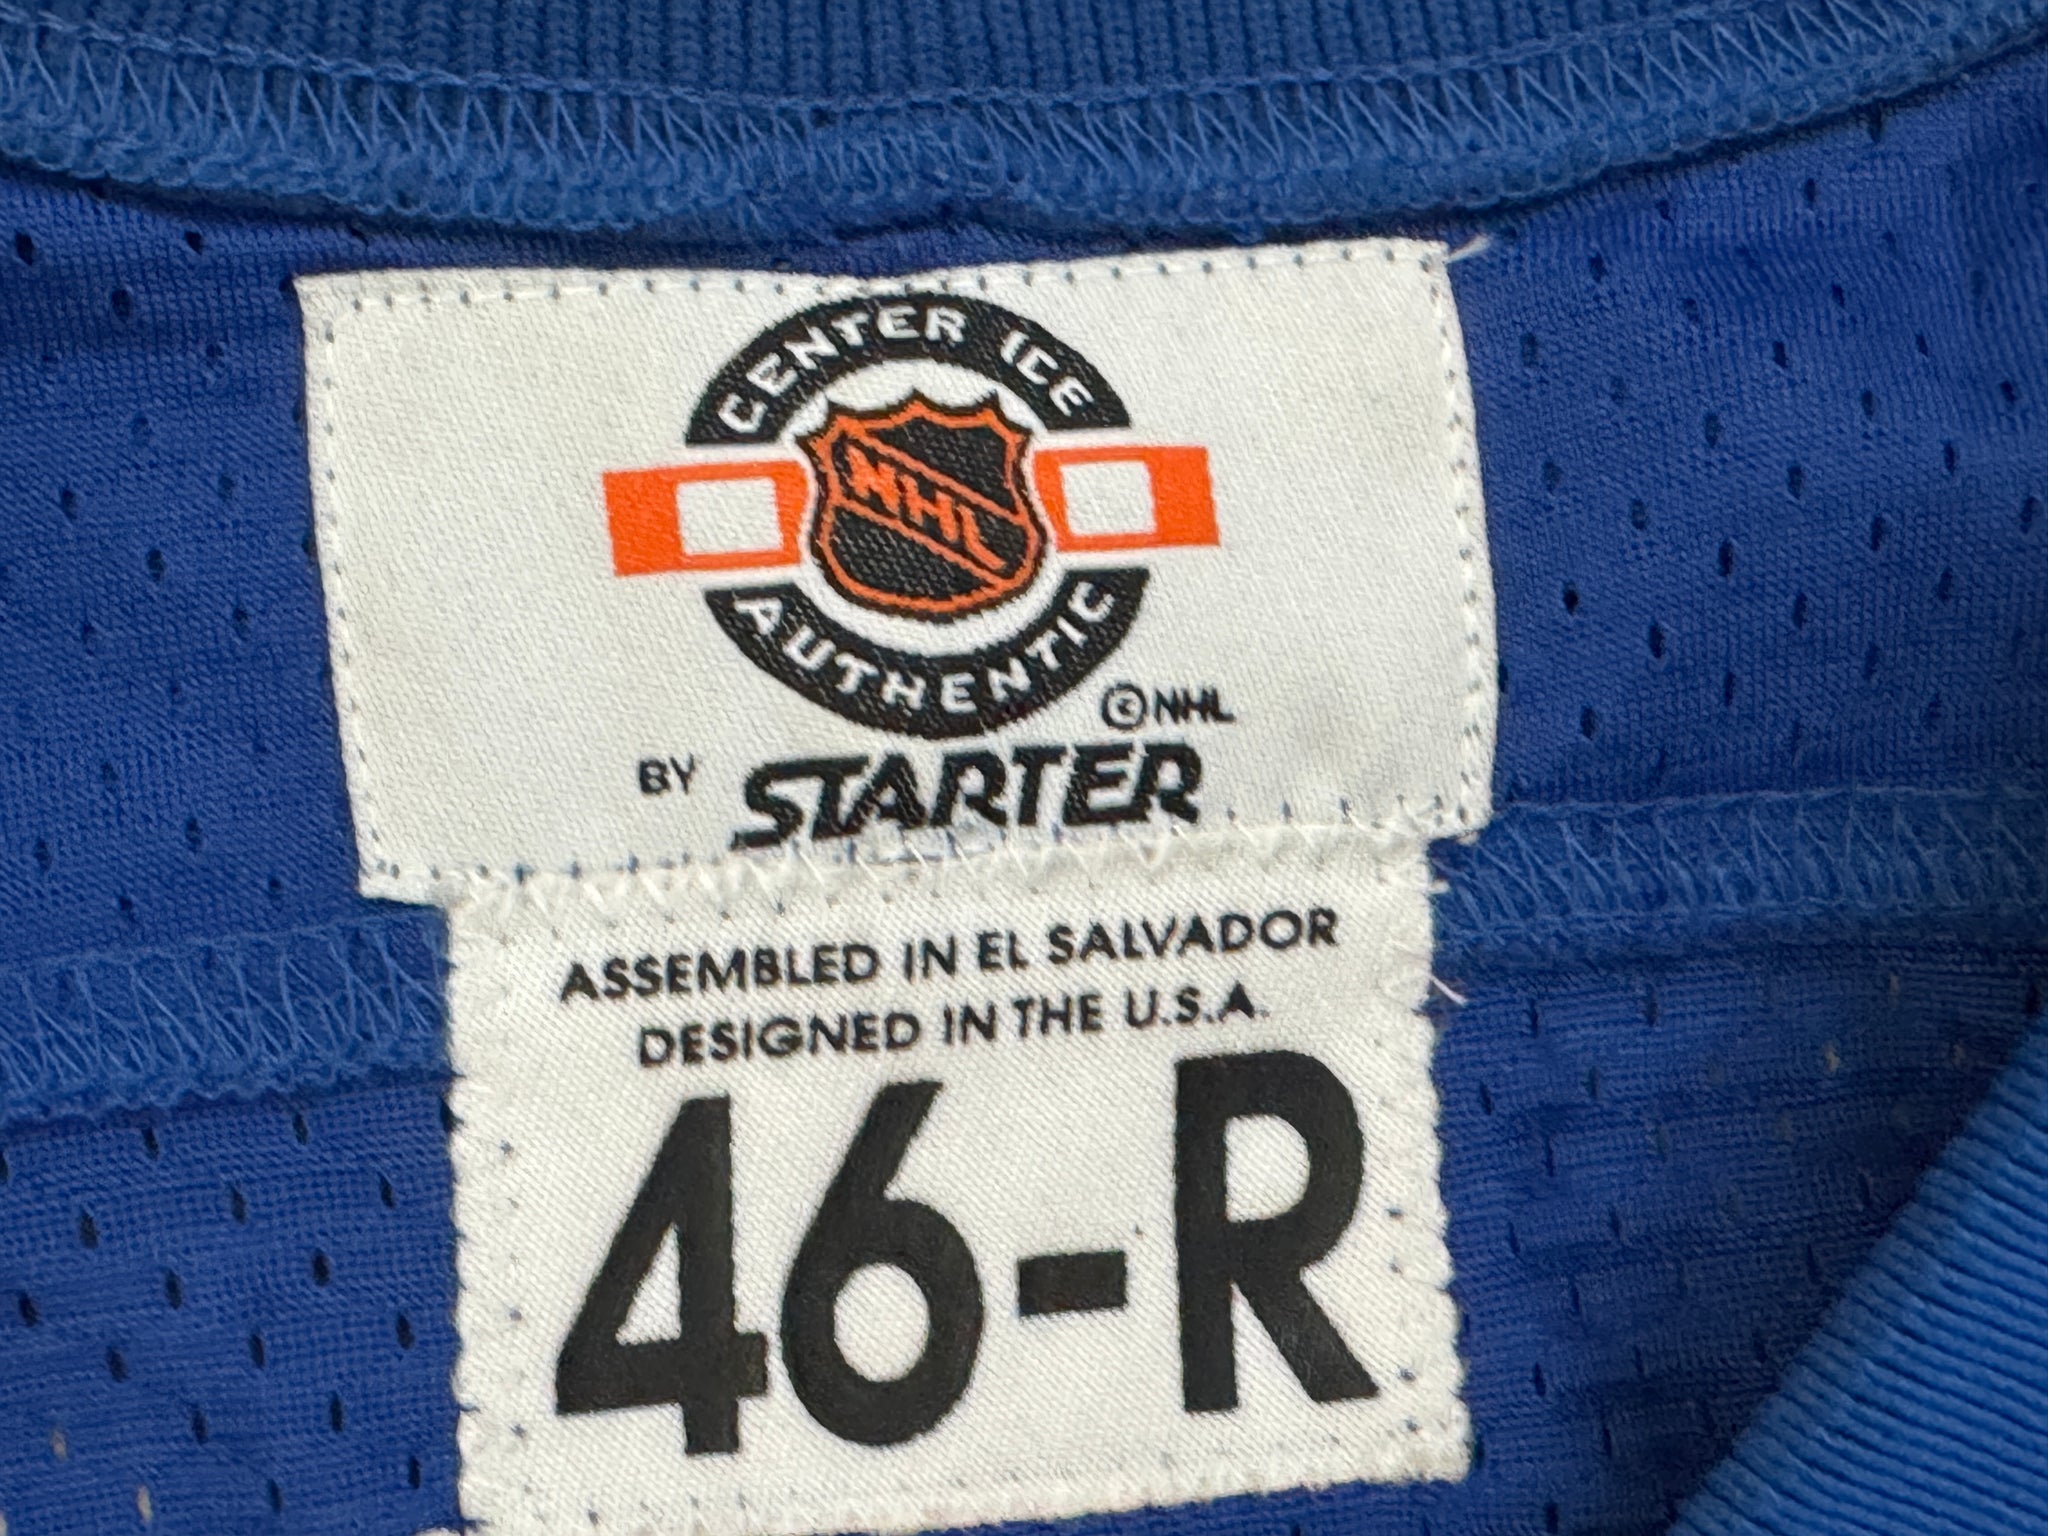 CENTER ICE
NHL
AUTHENTIC
©NHL
BY STARTER
ASSEMBLED IN EL SALVADOR
DESIGNED IN THE U.S.A.
46-R